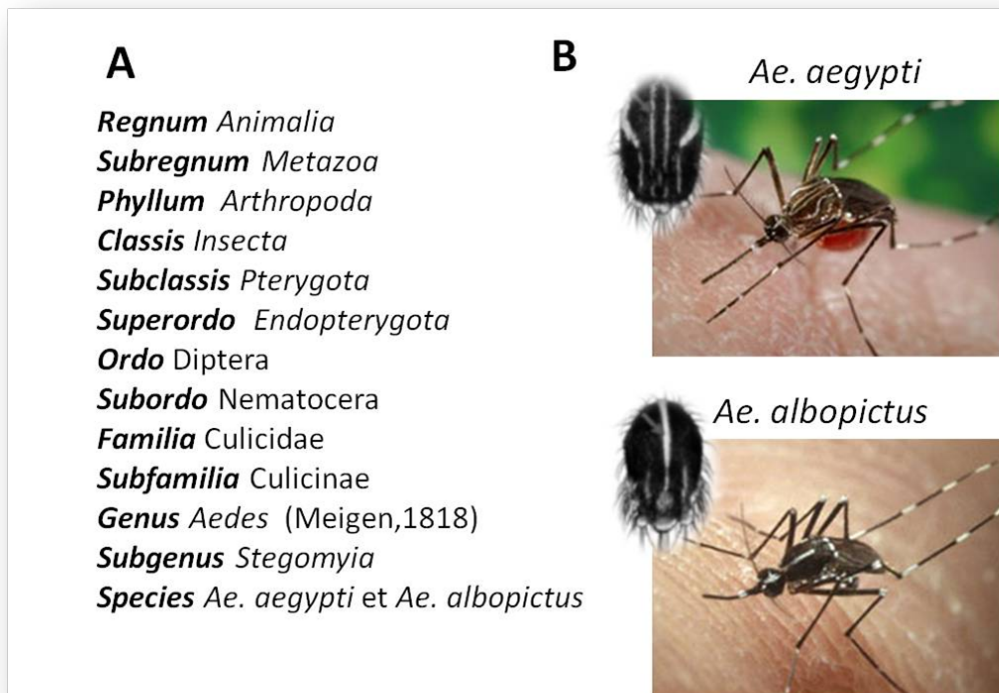 A
Regnum Animalia
Subregnum Metazoa
Phyllum Arthropoda
Classis Insecta
Subclassis Pterygota
Superordo Endopterygota
Ordo Diptera
Subordo Nematocera
Familia Culicidae
Subfamilia Culicinae
Genus Aedes (Meigen,1818)
Subgenus Stegomyia
Species Ae. aegypti et Ae. albopictus
B
Ae. aegypti
Ae. albopictus